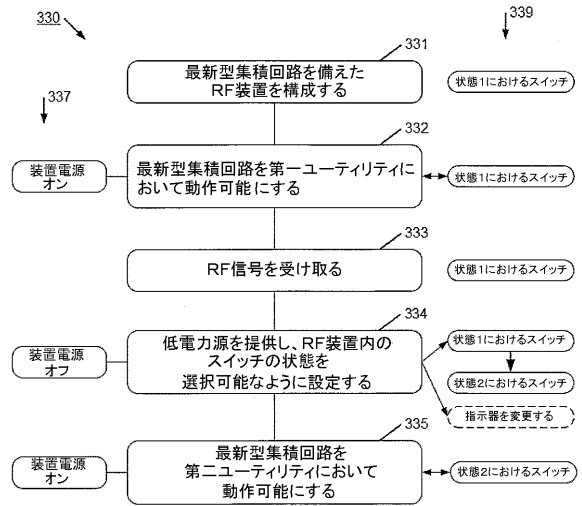 330
339
331
最新型集積回路を備えた
RF装置を構成する
状態1におけるスイッチ
337
332
装置電源
オン
最新型集積回路を第一ユーティリティに
おいて動作可能にする
状態1におけるスイッチ
333
RF信号を受け取る
状態1におけるスイッチ
334
装置電源
オフ
低電力源を提供し、RF装置内の
スイッチの状態を
選択可能なように設定する
状態1におけるスイッチ
状態2におけるスイッチ
指示器を変更する
335
装置電源
オン
最新型集積回路を
第二ユーティリティにおいて
動作可能にする
状態2におけるスイッチ